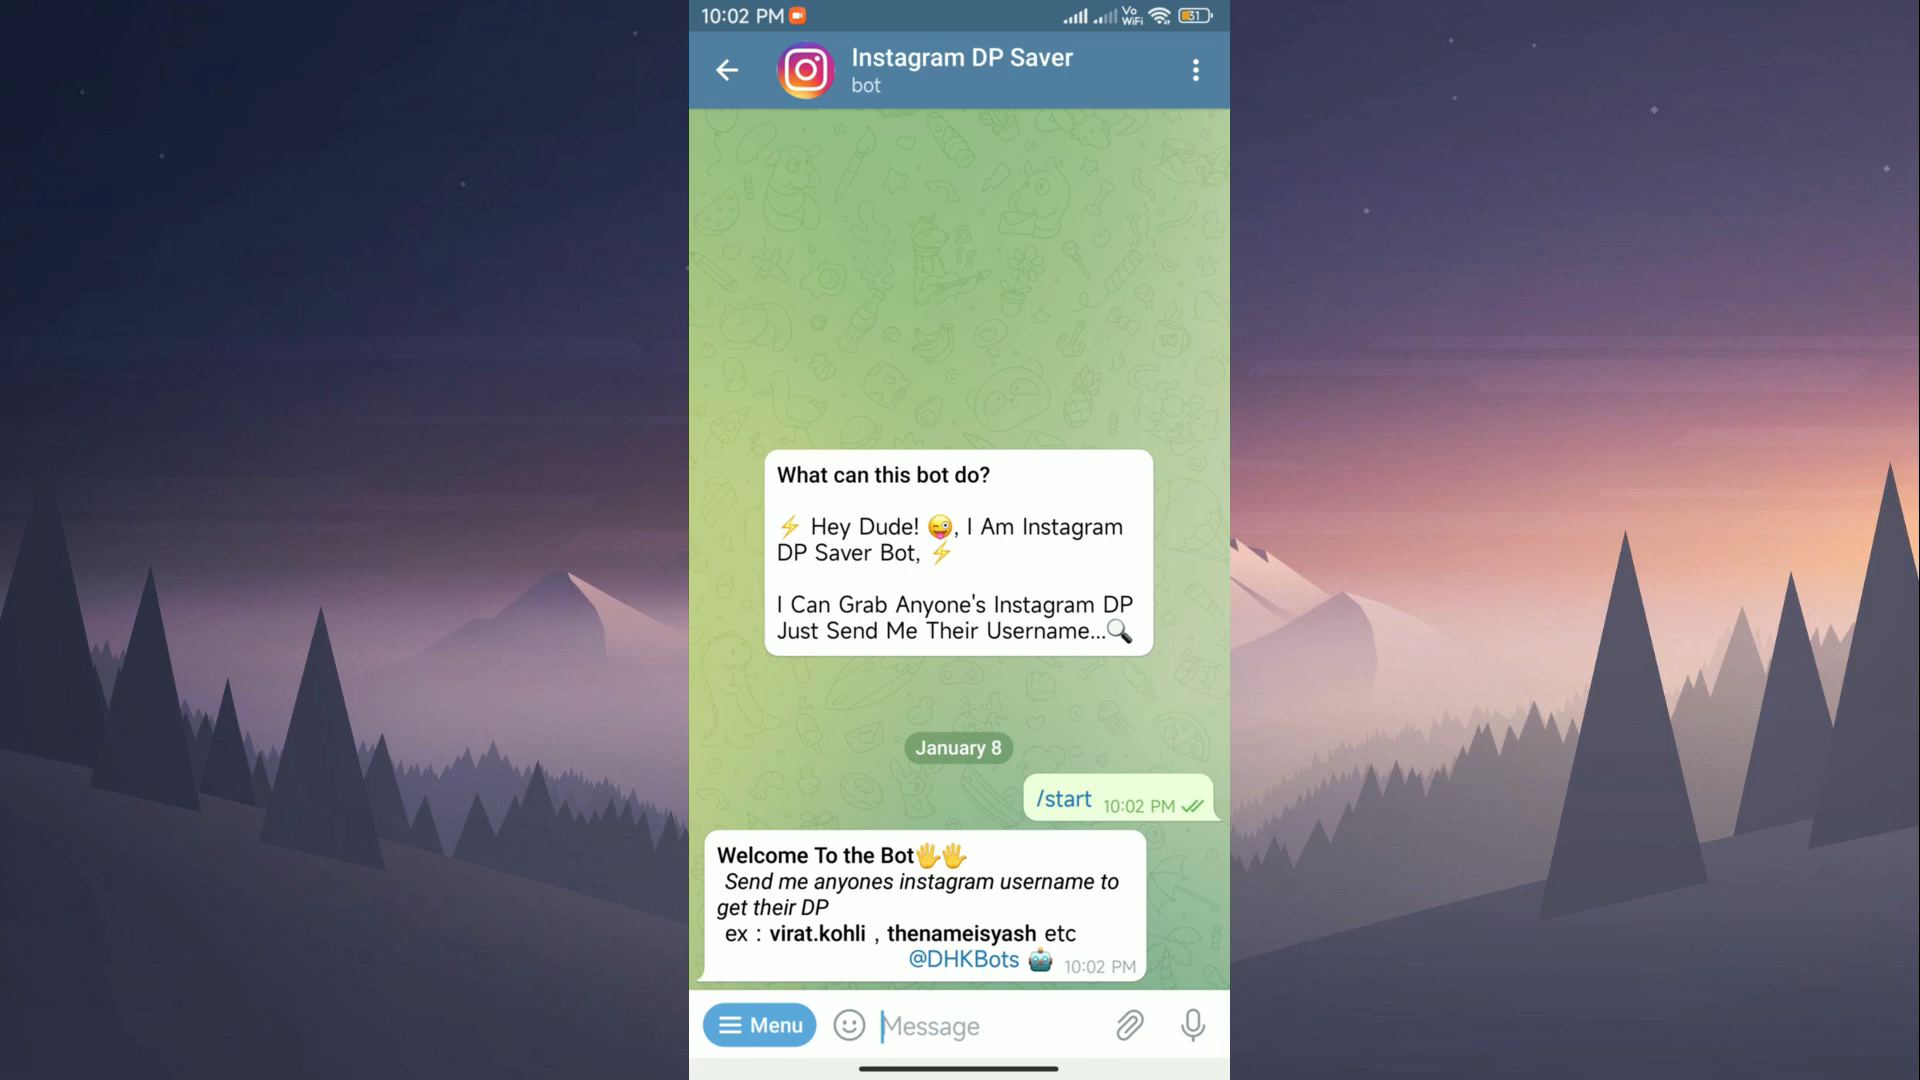 10:02 PM
Vo
WiFi
31
Instagram DP Saver
bot
What can this bot do?
⚡ Hey Dude! 😜, I Am Instagram
DP Saver Bot, ⚡
I Can Grab Anyone's Instagram DP
Just Send Me Their Username...🔍
January 8
/start 10:02 PM
Welcome To the Bot🖐🖐
Send me anyones instagram username to
get their DP
ex : virat.kohli , thenameisyash etc
@DHKBots 🤖 10:02 PM
Menu
Message